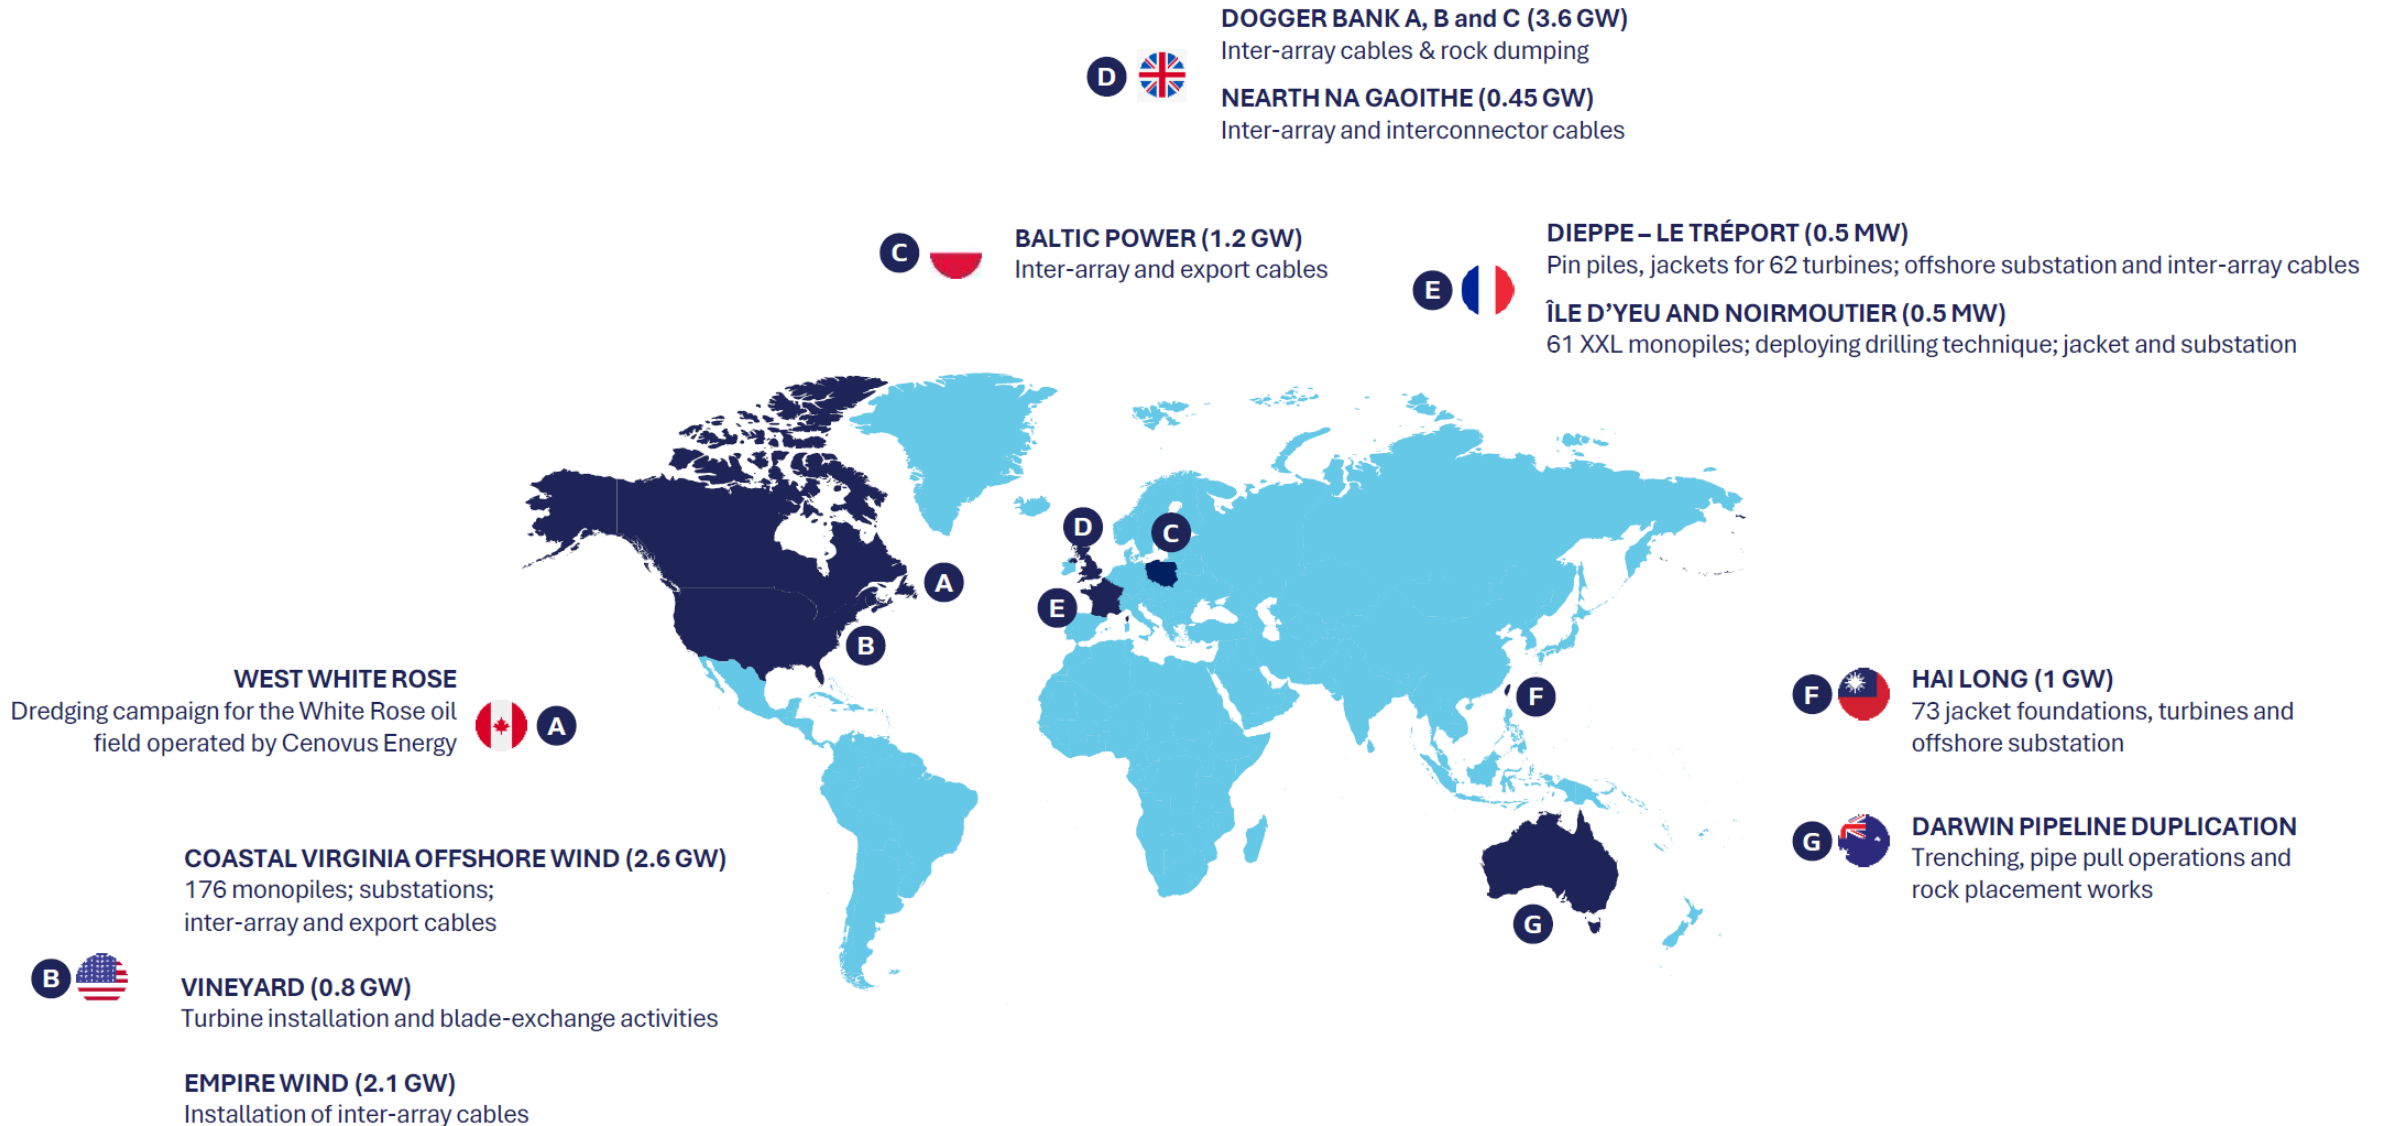 D
DOGGER BANK A, B and C (3.6 GW)
Inter-array cables & rock dumping
NEARTH NA GAOITHE (0.45 GW)
Inter-array and interconnector cables
C
BALTIC POWER (1.2 GW)
Inter-array and export cables
E
DIEPPE – LE TRÉPORT (0.5 MW)
Pin piles, jackets for 62 turbines; offshore substation and inter-array cables
ÎLE D’YEU AND NOIRMOUTIER (0.5 MW)
61 XXL monopiles; deploying drilling technique; jacket and substation
D
C
A
E
B
F
G
WEST WHITE ROSE
Dredging campaign for the White Rose oil
field operated by Cenovus Energy
A
COASTAL VIRGINIA OFFSHORE WIND (2.6 GW)
176 monopiles; substations;
inter-array and export cables
B
VINEYARD (0.8 GW)
Turbine installation and blade-exchange activities
EMPIRE WIND (2.1 GW)
Installation of inter-array cables
F
HAI LONG (1 GW)
73 jacket foundations, turbines and
offshore substation
G
DARWIN PIPELINE DUPLICATION
Trenching, pipe pull operations and
rock placement works